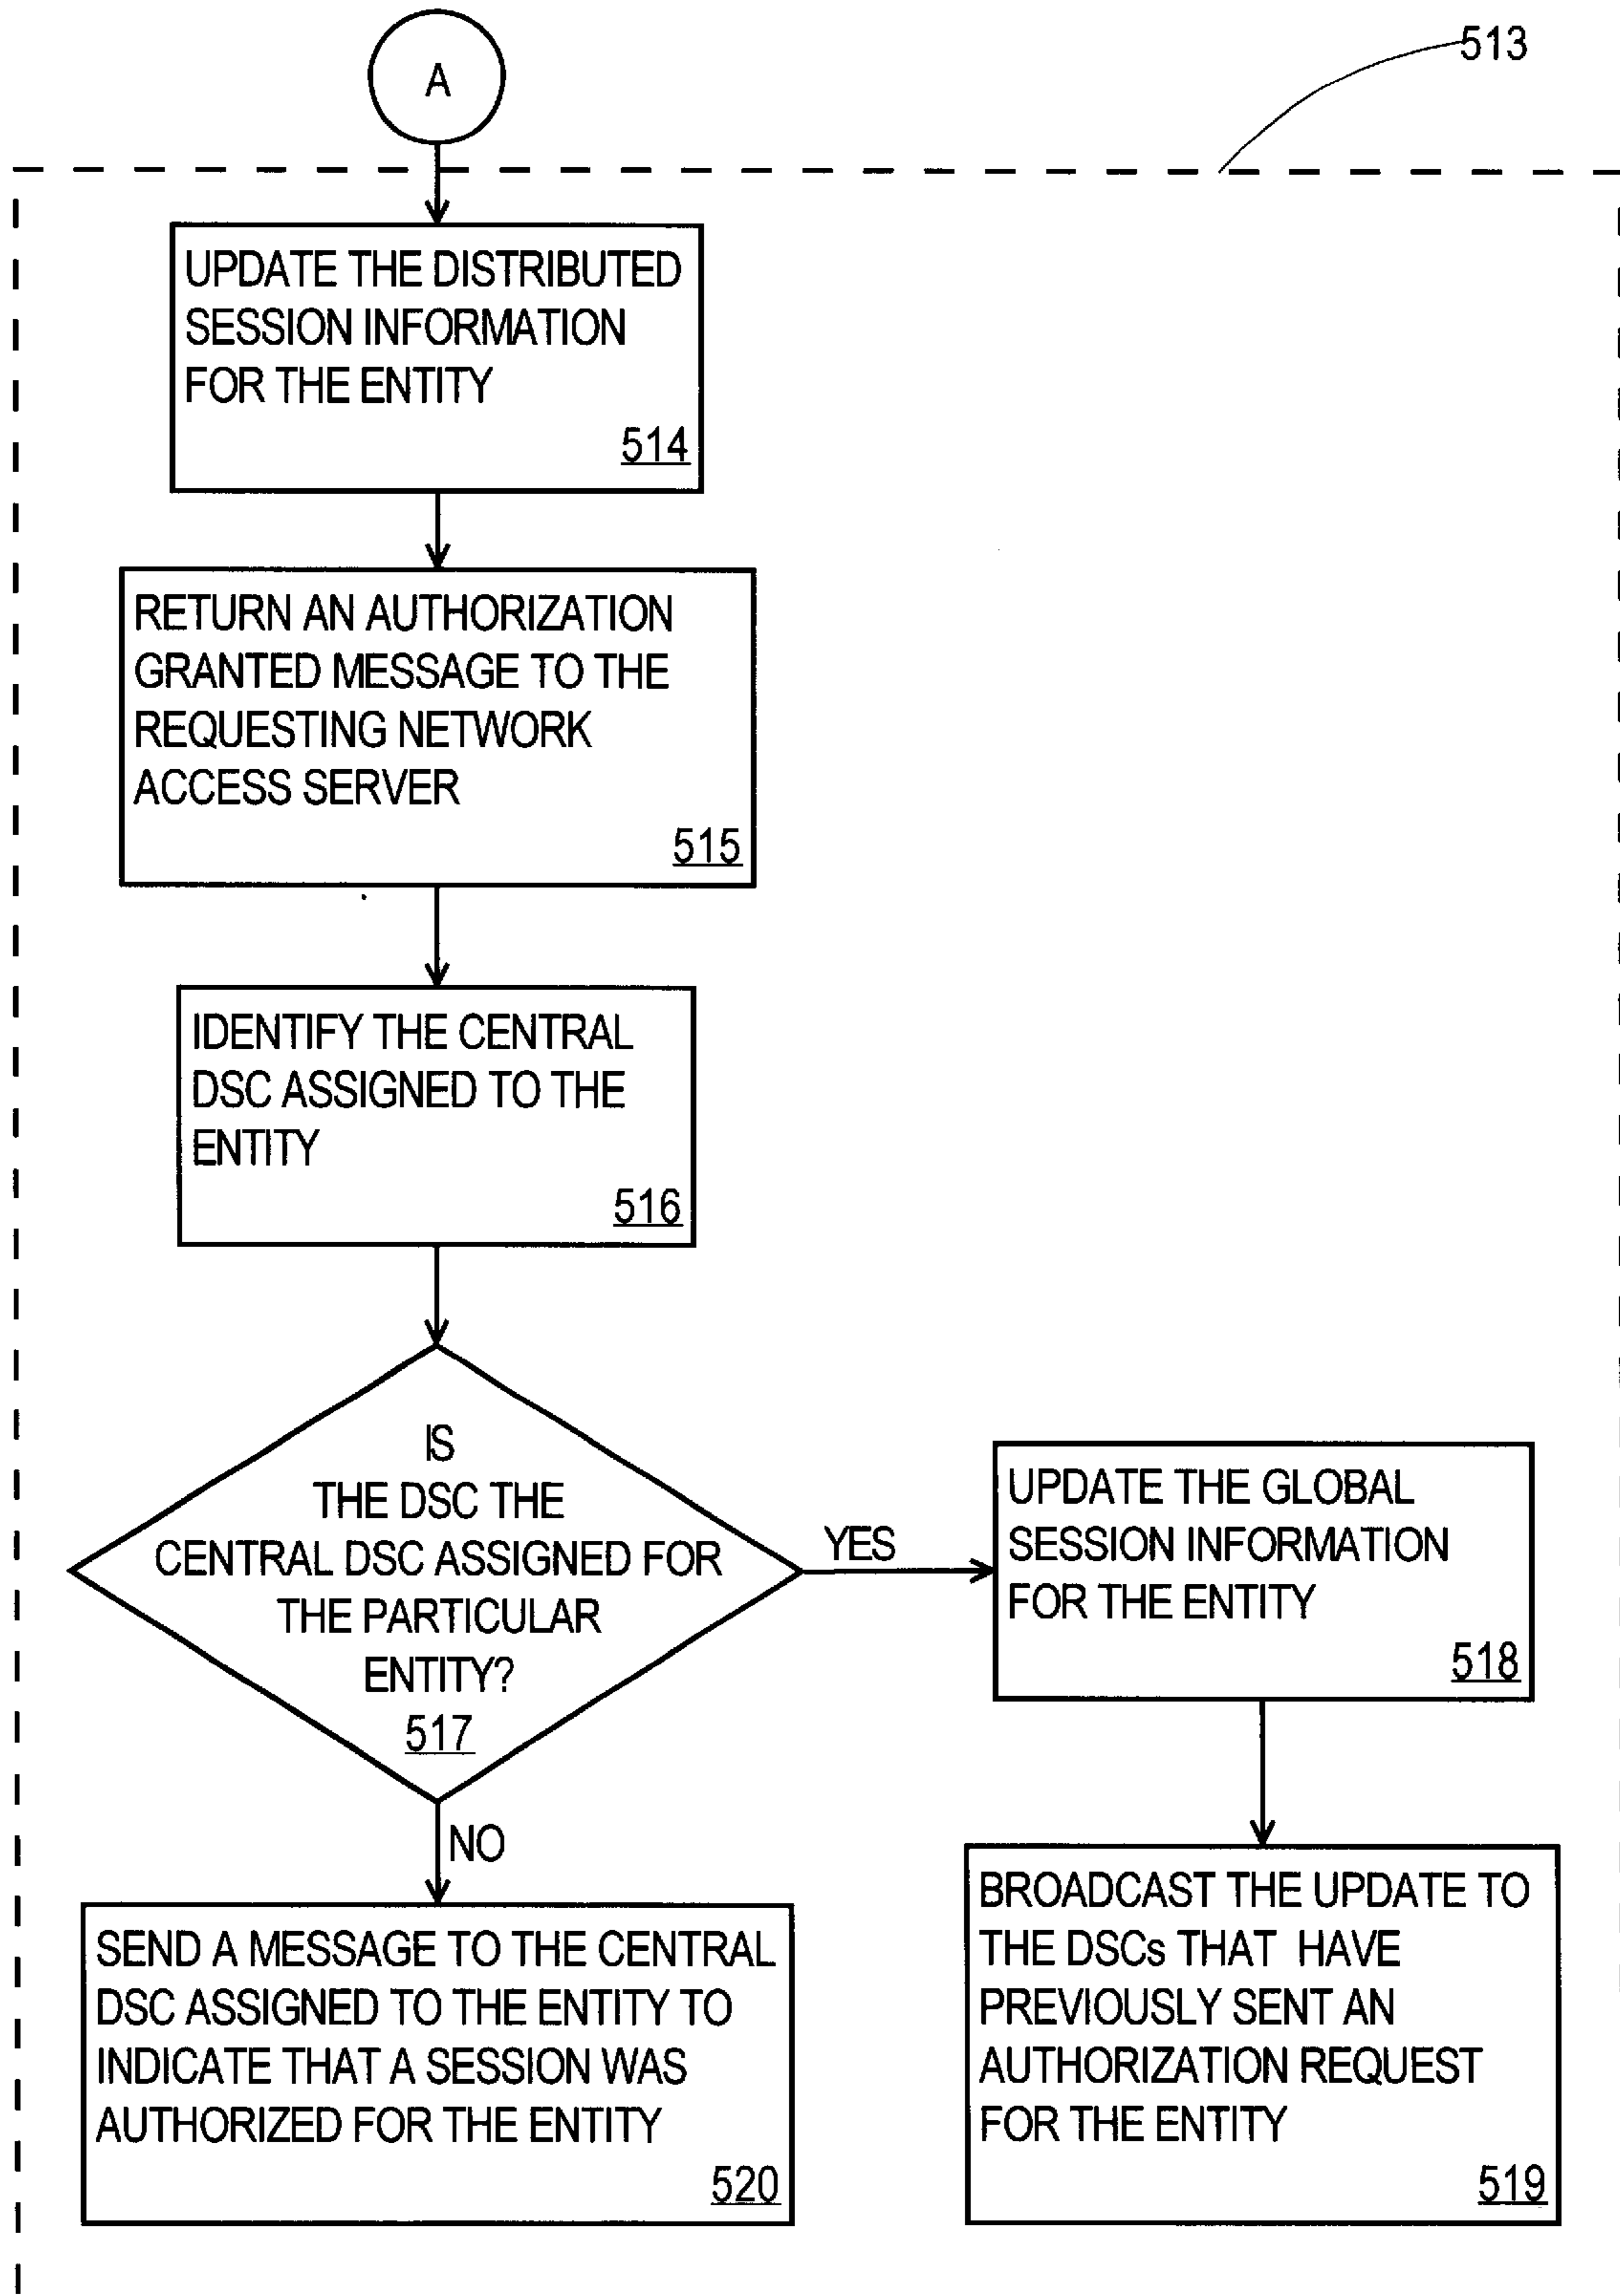 A
513
UPDATE THE DISTRIBUTED
SESSION INFORMATION
FOR THE ENTITY
514
RETURN AN AUTHORIZATION
GRANTED MESSAGE TO THE
REQUESTING NETWORK
ACCESS SERVER
515
IDENTIFY THE CENTRAL
DSC ASSIGNED TO THE
ENTITY
516
IS
THE DSC THE
CENTRAL DSC ASSIGNED FOR
THE PARTICULAR
ENTITY?
517
YES
UPDATE THE GLOBAL
SESSION INFORMATION
FOR THE ENTITY
518
NO
SEND A MESSAGE TO THE CENTRAL
DSC ASSIGNED TO THE ENTITY TO
INDICATE THAT A SESSION WAS
AUTHORIZED FOR THE ENTITY
520
BROADCAST THE UPDATE TO
THE DSCs THAT HAVE
PREVIOUSLY SENT AN
AUTHORIZATION REQUEST
FOR THE ENTITY
519